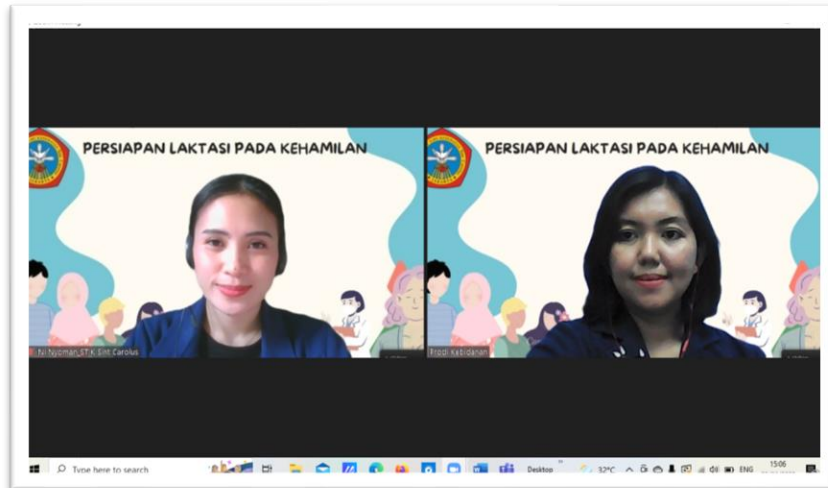 PERSIAPAN LAKTASI PADA KEHAMILAN
PERSIAPAN LAKTASI PADA KEHAMILAN
Ni Nyoman_STIK Sint Carolus
Prodi Kebidanan
Type here to search
Desktop
32°C
ENG
15:06